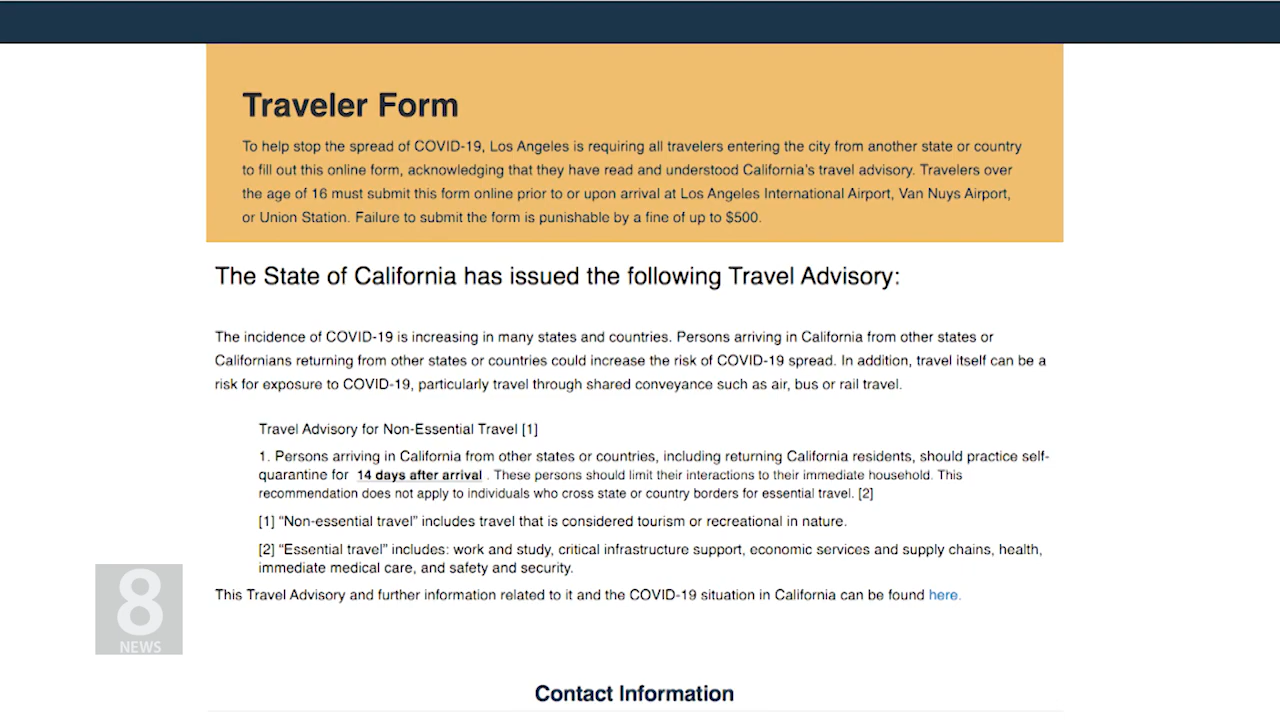 Traveler Form
To help stop the spread of COVID-19, Los Angeles is requiring all travelers entering the city from another state or country
to fill out this online form, acknowledging that they have read and understood California's travel advisory. Travelers over
the age of 16 must submit this form online prior to or upon arrival at Los Angeles International Airport, Van Nuys Airport,
or Union Station. Failure to submit the form is punishable by a fine of up to $500.
The State of California has issued the following Travel Advisory:
The incidence of COVID-19 is increasing in many states and countries. Persons arriving in California from other states or
Californians returning from other states or countries could increase the risk of COVID-19 spread. In addition, travel itself can be a
risk for exposure to COVID-19, particularly travel through shared conveyance such as air, bus or rail travel.
Travel Advisory for Non-Essential Travel [1]
1. Persons arriving in California from other states or countries, including returning California residents, should practice self-
quarantine for 14 days after arrival . These persons should limit their interactions to their immediate household. This
recommendation does not apply to individuals who cross state or country borders for essential travel. [2]
[1] “Non-essential travel” includes travel that is considered tourism or recreational in nature.
[2] “Essential travel” includes: work and study, critical infrastructure support, economic services and supply chains, health,
immediate medical care, and safety and security.
This Travel Advisory and further information related to it and the COVID-19 situation in California can be found here.
8
NEWS
Contact Information